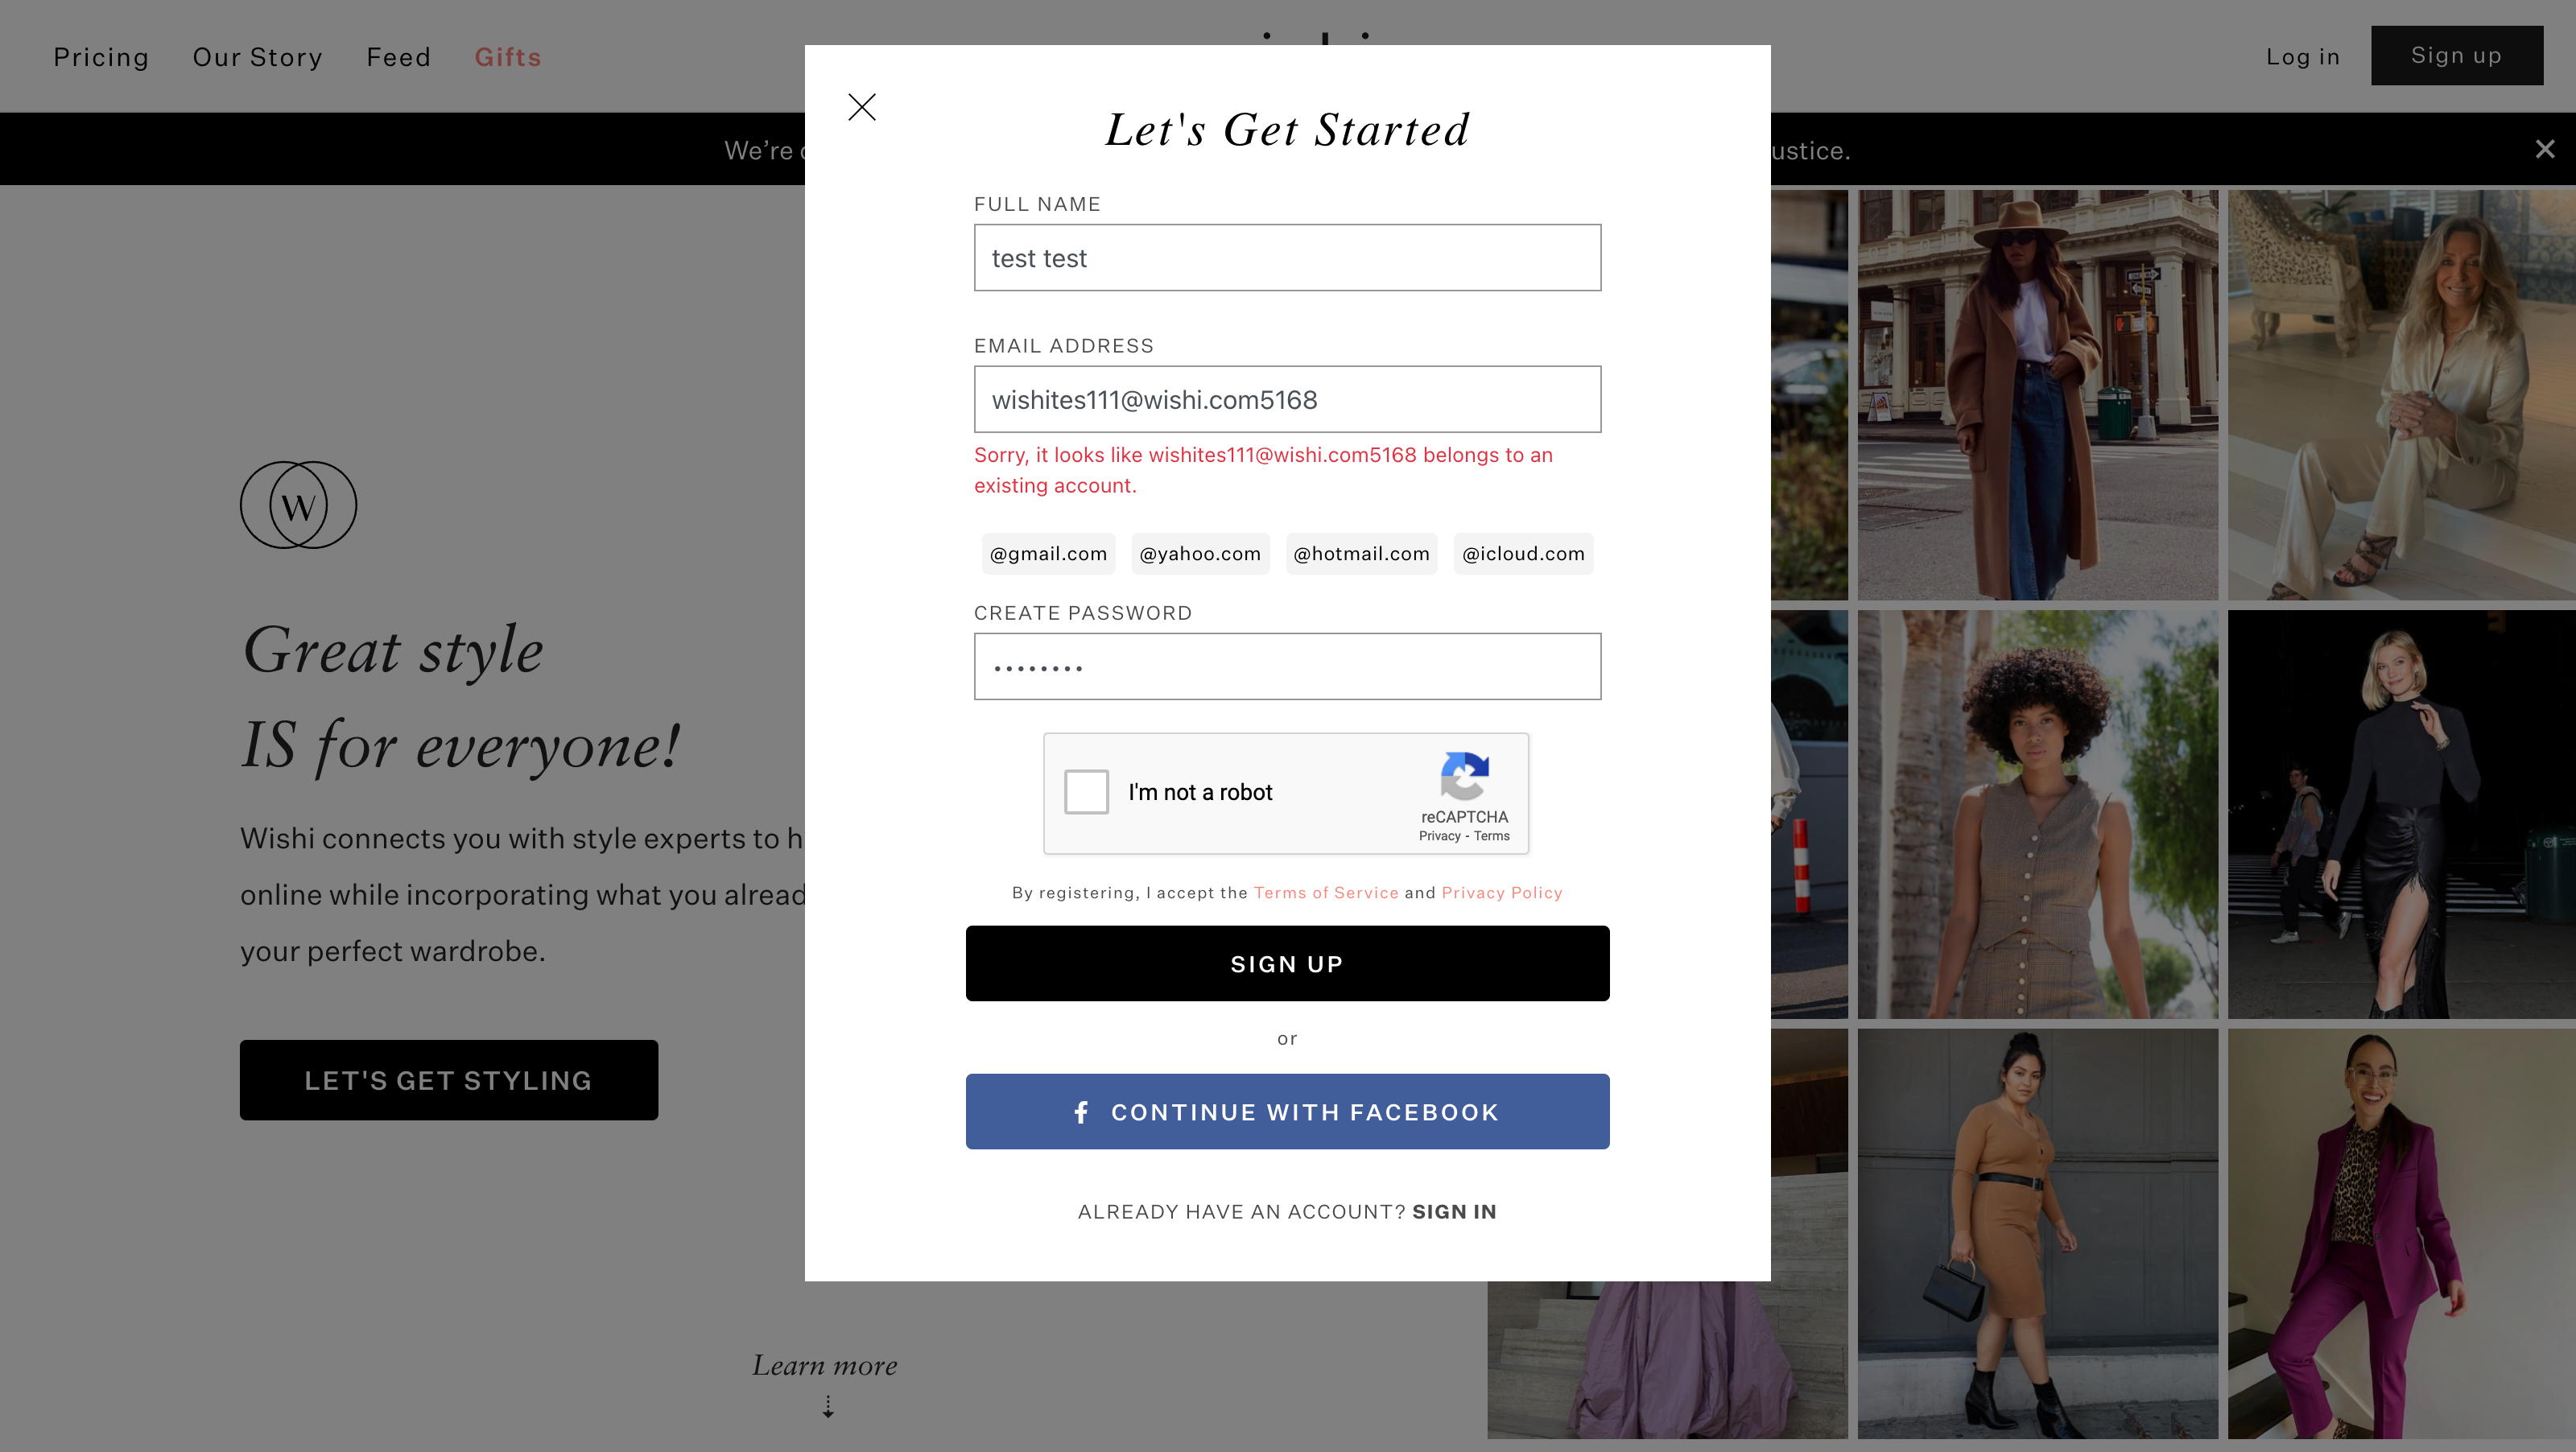 Pricing Our Story Feed Gifts
Log in Sign up
We're
ustice.
Let's Get Started
FULL NAME
test test
EMAIL ADDRESS
wishites111@wishi.com5168
Sorry, it looks like wishites111@wishi.com5168 belongs to an
existing account.
@gmail.com @yahoo.com @hotmail.com @icloud.com
CREATE PASSWORD
I'm not a robot
reCAPTCHA
Privacy - Terms
By registering, I accept the Terms of Service and Privacy Policy
SIGN UP
or
CONTINUE WITH FACEBOOK
ALREADY HAVE AN ACCOUNT? SIGN IN
W
Great style
IS for everyone!
Wishi connects you with style experts to h
online while incorporating what you alread
your perfect wardrobe.
LET'S GET STYLING
Learn more